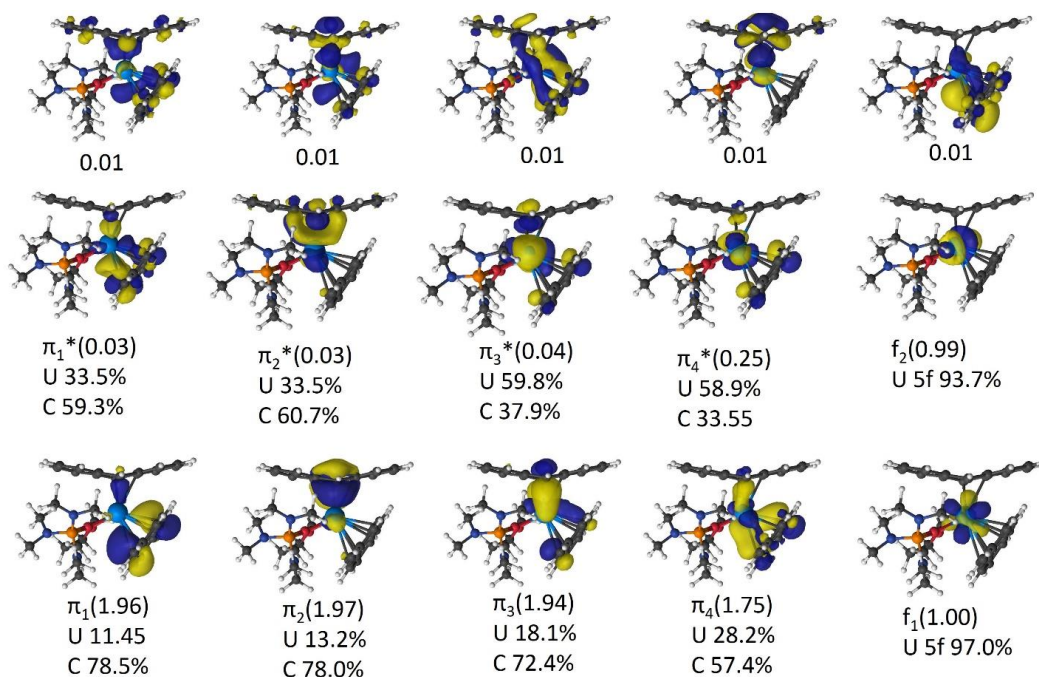 0.01 0.01 0.01 0.01 0.01
π₁*(0.03)
U 33.5%
C 59.3%
π₂*(0.03)
U 33.5%
C 60.7%
π₃*(0.04)
U 59.8%
C 37.9%
π₄*(0.25)
U 58.9%
C 33.55
f₂(0.99)
U 5f 93.7%
π₁(1.96)
U 11.45
C 78.5%
π₂(1.97)
U 13.2%
C 78.0%
π₃(1.94)
U 18.1%
C 72.4%
π₄(1.75)
U 28.2%
C 57.4%
f₁(1.00)
U 5f 97.0%